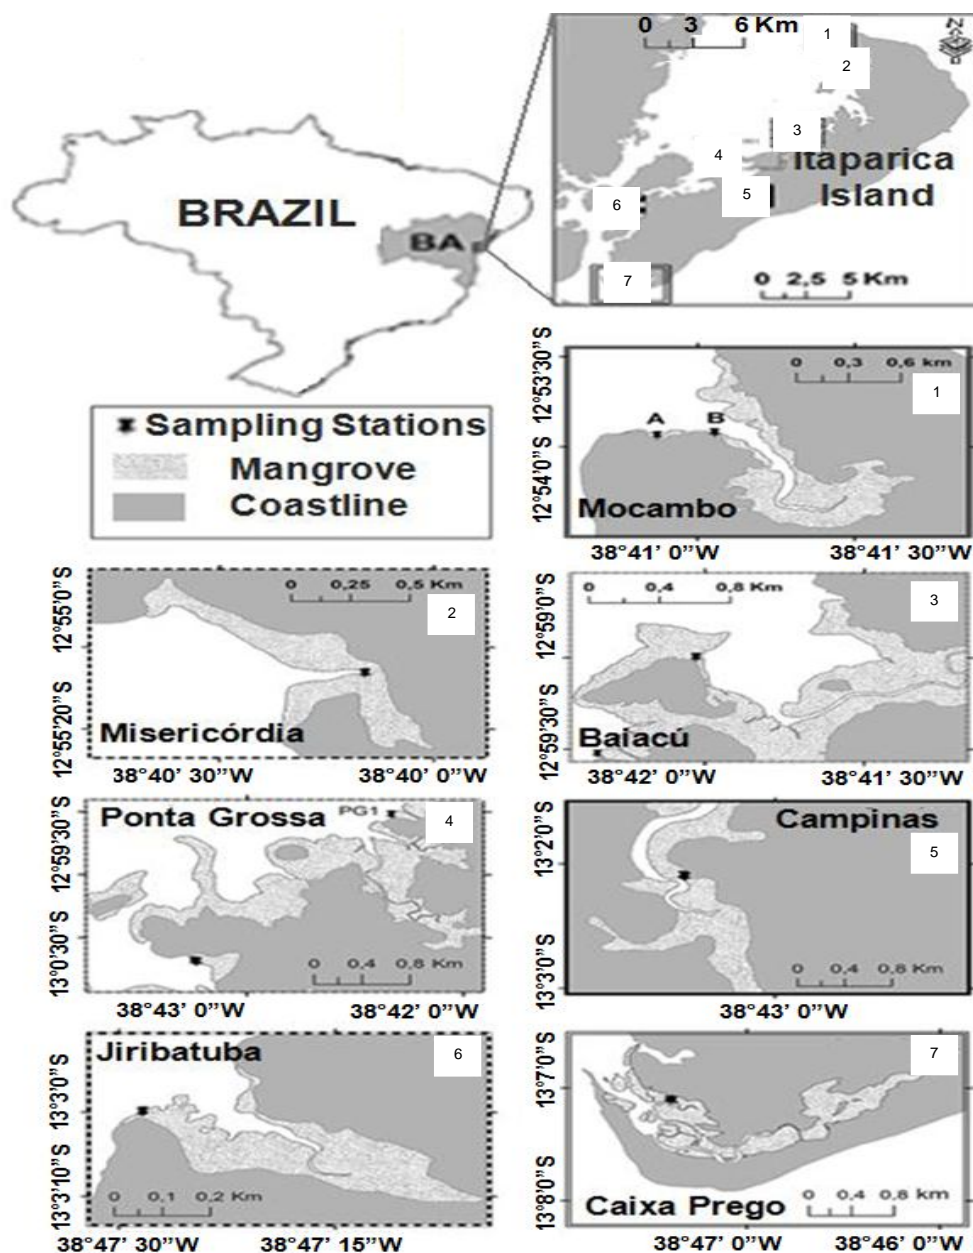 0 3 6 Km
1
N
2
3
4
Itaparica
Island
5
6
7
0 2,5 5 Km
BRAZIL
BA
Sampling Stations
Mangrove
Coastline
12°53'30"S
12°54'0"S
0 0,3 0,6 km
1
A B
Mocambo
38°41' 0"W 38°41' 30"W
12°55'0"S
12°55'20"S
0 0,25 0,5 Km
2
Misericórdia
38°40' 30"W 38°40' 0"W
12°59'0"S
12°59'30"S
0 0,4 0,8 Km
3
Baiacú
38°42' 0"W 38°41' 30"W
12°59'30"S
13°0'30"S
Ponta Grossa
PG1
4
0 0,4 0,8 Km
38°43' 0"W 38°42' 0"W
13°2'0"S
13°3'0"S
Campinas
5
0 0,4 0,8 Km
38°43' 0"W
13°3'0"S
13°3'10"S
Jiribatuba
6
0 0,1 0,2 Km
38°47' 30"W 38°47' 15"W
13°7'0"S
13°8'0"S
7
Caixa Prego
0 0,4 0,8 km
38°47' 0"W 38°46' 0"W